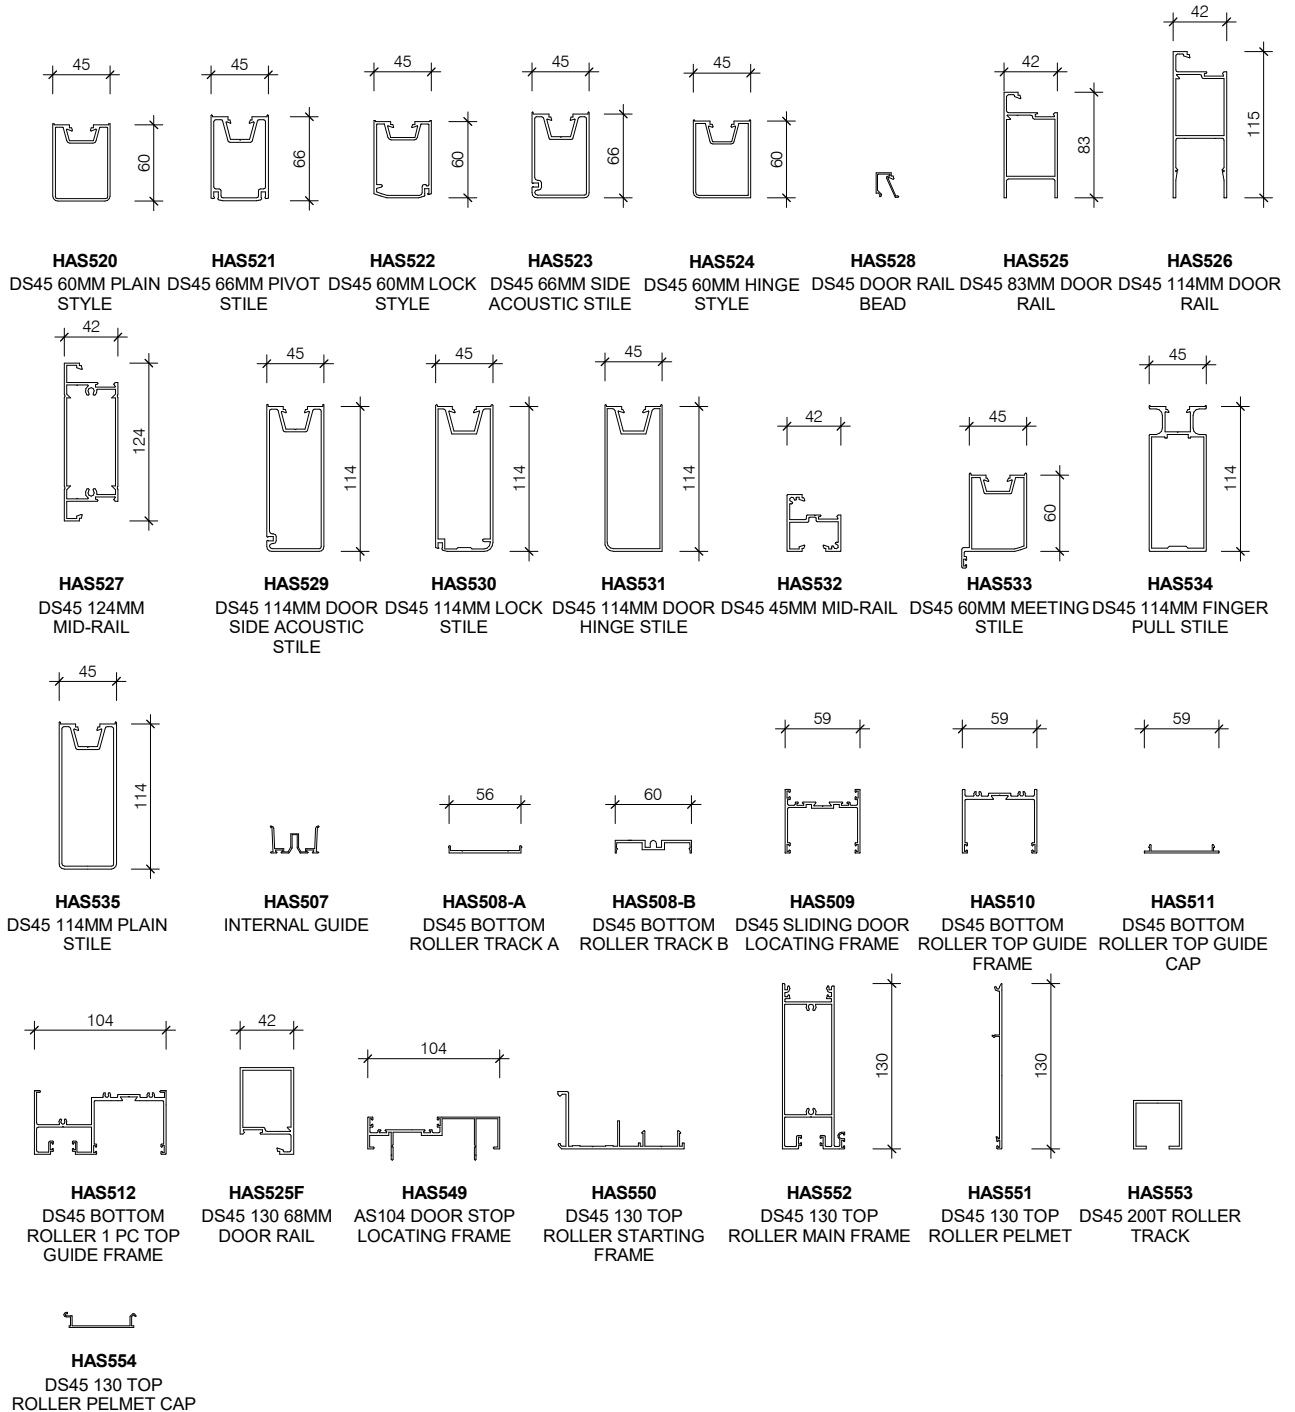 42
45
45
45
45
45
42
60
66
60
66
60
83
115
HAS520
HAS521
HAS522
HAS523
HAS524
HAS528
HAS525
HAS526
DS45 60MM PLAIN
STYLE
DS45 66MM PIVOT
STILE
DS45 60MM LOCK
STYLE
DS45 66MM SIDE
ACOUSTIC STILE
DS45 60MM HINGE
STYLE
DS45 DOOR RAIL
BEAD
DS45 83MM DOOR
RAIL
DS45 114MM DOOR
RAIL
42
45
45
45
42
45
45
124
114
114
114
60
114
HAS527
HAS529
HAS530
HAS531
HAS532
HAS533
HAS534
DS45 124MM
MID-RAIL
DS45 114MM DOOR
SIDE ACOUSTIC
STILE
DS45 114MM LOCK
STILE
DS45 114MM DOOR
HINGE STILE
DS45 45MM MID-RAIL
DS45 60MM MEETING
STILE
DS45 114MM FINGER
PULL STILE
45
114
56
60
59
59
59
HAS535
HAS507
HAS508-A
HAS508-B
HAS509
HAS510
HAS511
DS45 114MM PLAIN
STILE
INTERNAL GUIDE
DS45 BOTTOM
ROLLER TRACK A
DS45 BOTTOM
ROLLER TRACK B
DS45 SLIDING DOOR
LOCATING FRAME
DS45 BOTTOM
ROLLER TOP GUIDE
FRAME
DS45 BOTTOM
ROLLER TOP GUIDE
CAP
104
42
104
130
130
HAS512
HAS525F
HAS549
HAS550
HAS552
HAS551
HAS553
DS45 BOTTOM
ROLLER 1 PC TOP
GUIDE FRAME
DS45 130 68MM
DOOR RAIL
AS104 DOOR STOP
LOCATING FRAME
DS45 130 TOP
ROLLER STARTING
FRAME
DS45 130 TOP
ROLLER MAIN FRAME
DS45 130 TOP
ROLLER PELMET
DS45 200T ROLLER
TRACK
HAS554
DS45 130 TOP
ROLLER PELMET CAP